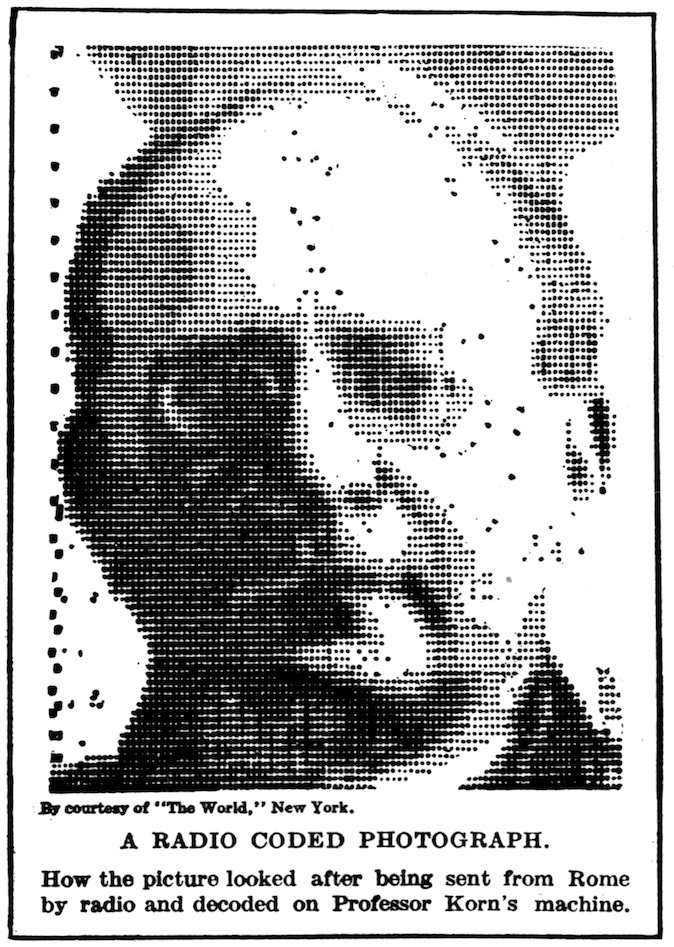 By courtesy of "The World," New York.
A RADIO CODED PHOTOGRAPH.
How the picture looked after being sent from Rome
by radio and decoded on Professor Korn's machine.